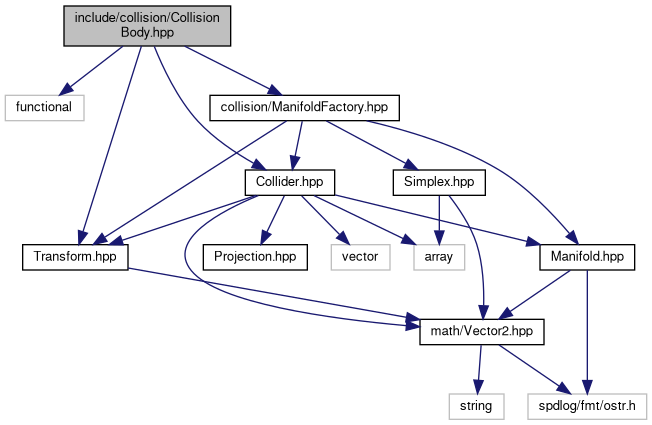 include/collision/Collision
Body.hpp
functional
collision/ManifoldFactory.hpp
Collider.hpp
Simplex.hpp
Transform.hpp
Projection.hpp
vector
array
Manifold.hpp
math/Vector2.hpp
string
spdlog/fmt/ostr.h